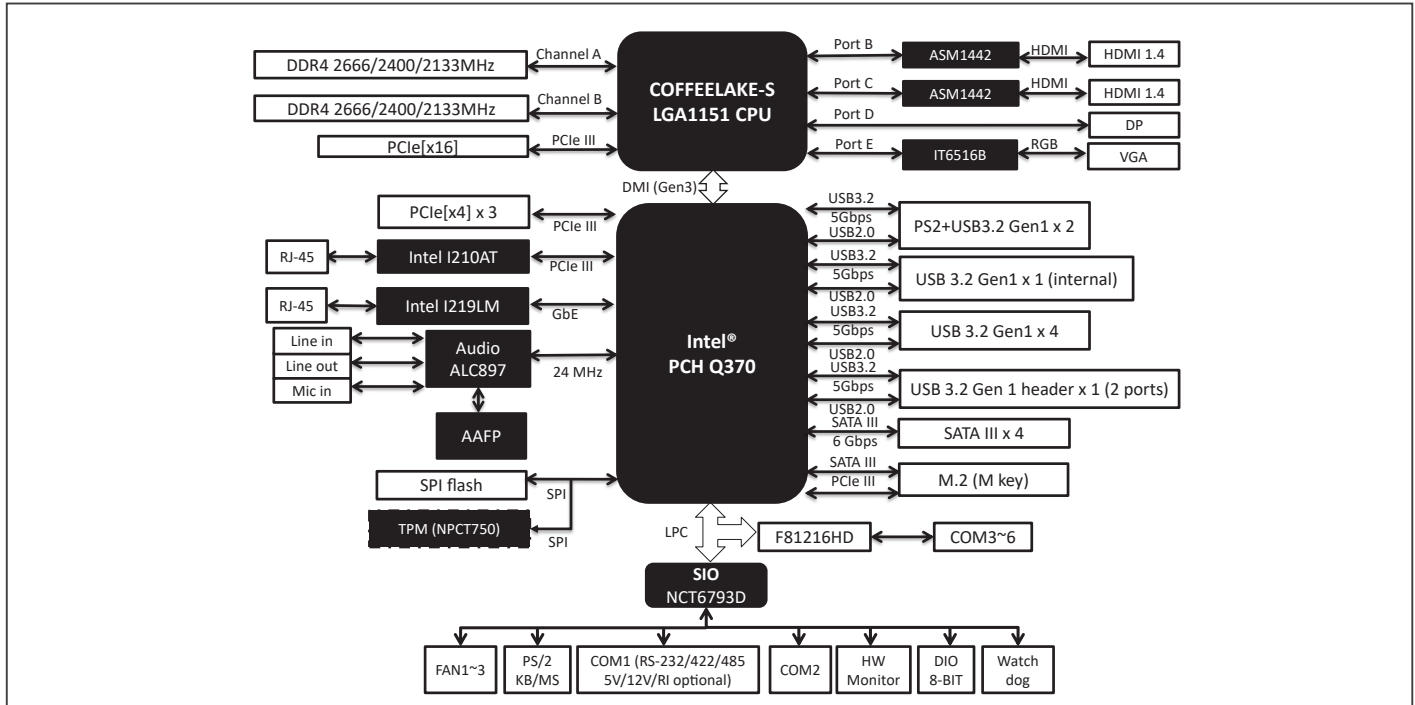 DDR4 2666/2400/2133MHz
Channel A
DDR4 2666/2400/2133MHz
Channel B
PCIe[x16]
PCIe III
COFFEELAKE-S
LGA1151 CPU
Port B
ASM1442
HDMI
HDMI 1.4
Port C
ASM1442
HDMI
HDMI 1.4
Port D
DP
Port E
IT6516B
RGB
VGA
DMI (Gen3)
PCIe[x4] x 3
PCIe III
RJ-45
Intel I210AT
PCIe III
RJ-45
Intel I219LM
GbE
Line in
Line out
Mic in
Audio
ALC897
24 MHz
AAFP
SPI flash
SPI
TPM (NPCT750)
SPI
Intel®
PCH Q370
USB3.2
5Gbps
USB2.0
PS2+USB3.2 Gen1 x 2
USB3.2
5Gbps
USB2.0
USB 3.2 Gen1 x 1 (internal)
USB3.2
5Gbps
USB2.0
USB 3.2 Gen1 x 4
USB3.2
5Gbps
USB2.0
USB 3.2 Gen 1 header x 1 (2 ports)
SATA III
6 Gbps
SATA III x 4
SATA III
PCIe III
M.2 (M key)
LPC
F81216HD
COM3~6
SIO
NCT6793D
FAN1~3
PS/2
KB/MS
COM1 (RS-232/422/485
5V/12V/RI optional)
COM2
HW
Monitor
DIO
8-BIT
Watch
dog